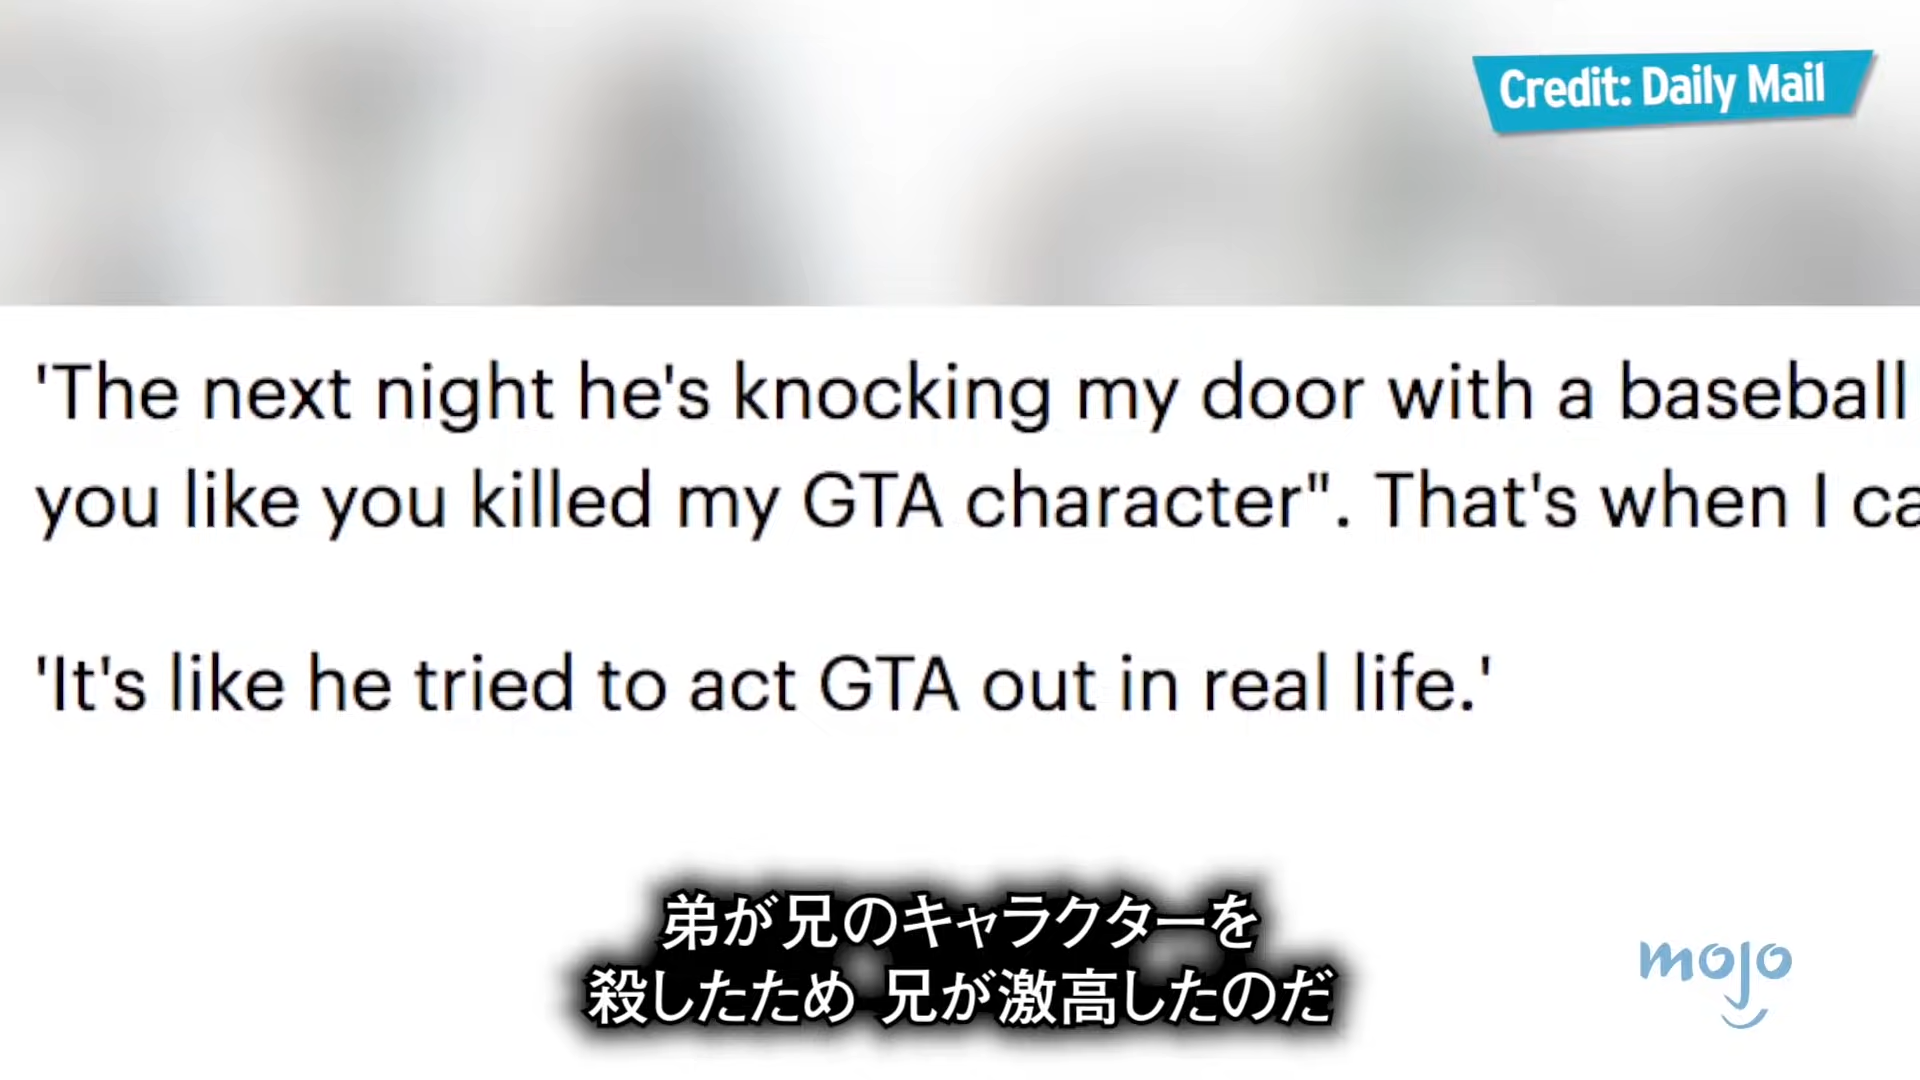 Credit: Daily Mail
'The next night he's knocking my door with a baseball
you like you killed my GTA character". That's when I ca
'It's like he tried to act GTA out in real life.'
弟が兄のキャラクターを
殺したため 兄が激高したのだ
mojo